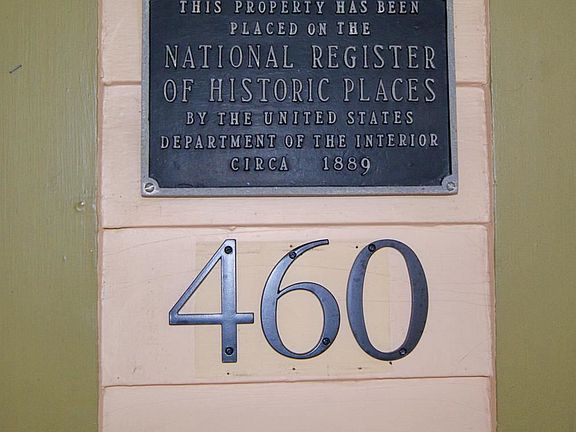 THIS PROPERTY HAS BEEN
PLACED ON THE
NATIONAL REGISTER
OF HISTORIC PLACES
BY THE UNITED STATES
DEPARTMENT OF THE INTERIOR
CIRCA 1889
460